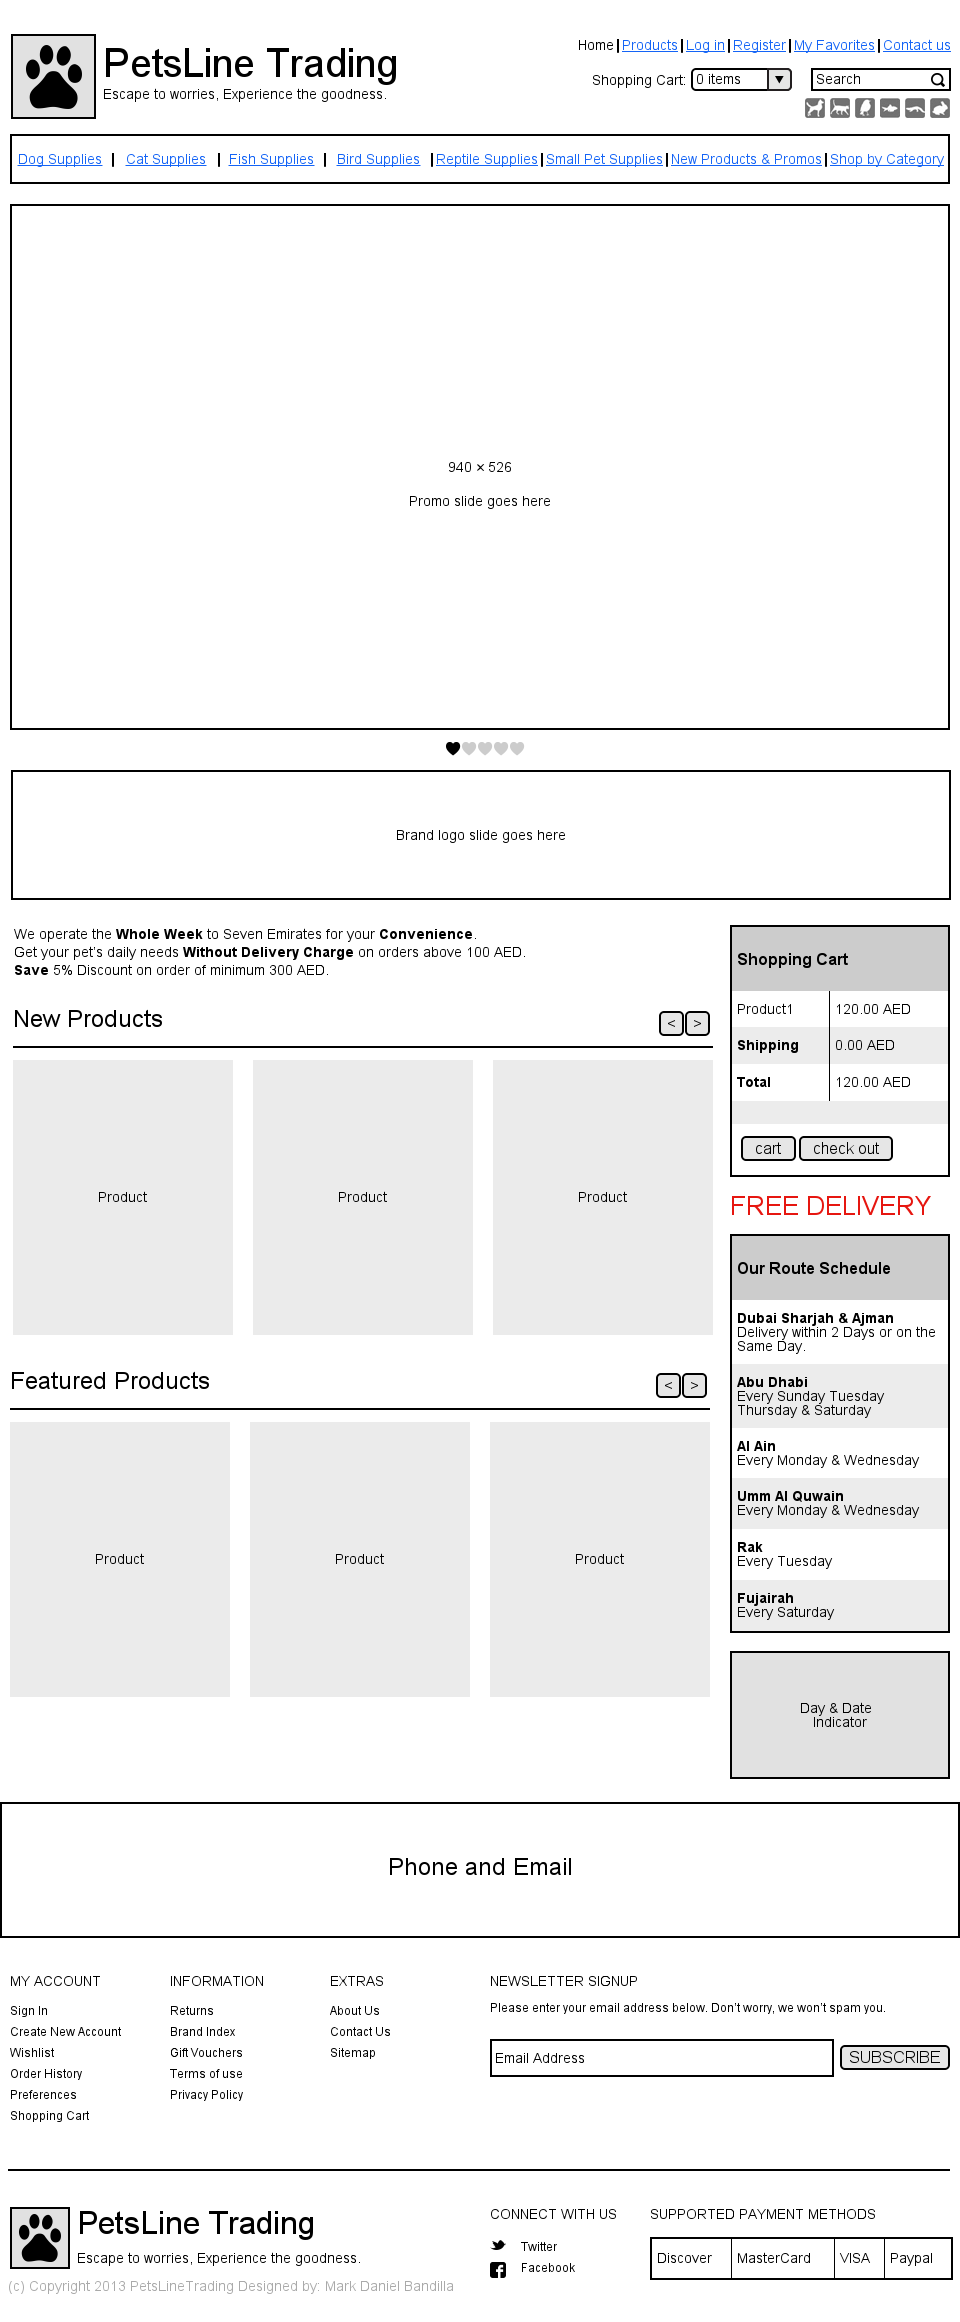 PetsLine Trading
Escape to worries, Experience the goodness.
Home | Products | Log in | Register | My Favorites | Contact us
Shopping Cart: 0 items ▼ Search
Dog Supplies | Cat Supplies | Fish Supplies | Bird Supplies | Reptile Supplies | Small Pet Supplies | New Products & Promos | Shop by Category
940 × 526
Promo slide goes here
Brand logo slide goes here
We operate the Whole Week to Seven Emirates for your Convenience.
Get your pet's daily needs Without Delivery Charge on orders above 100 AED.
Save 5% Discount on order of minimum 300 AED.
New Products < >
Product Product Product
Featured Products < >
Product Product Product
Shopping Cart
Product1 120.00 AED
Shipping 0.00 AED
Total 120.00 AED
cart check out
FREE DELIVERY
Our Route Schedule
Dubai Sharjah & Ajman
Delivery within 2 Days or on the
Same Day.
Abu Dhabi
Every Sunday Tuesday
Thursday & Saturday
Al Ain
Every Monday & Wednesday
Umm Al Quwain
Every Monday & Wednesday
Rak
Every Tuesday
Fujairah
Every Saturday
Day & Date
Indicator
Phone and Email
MY ACCOUNT
Sign In
Create New Account
Wishlist
Order History
Preferences
Shopping Cart
INFORMATION
Returns
Brand Index
Gift Vouchers
Terms of use
Privacy Policy
EXTRAS
About Us
Contact Us
Sitemap
NEWSLETTER SIGNUP
Please enter your email address below. Don't worry, we won't spam you.
Email Address SUBSCRIBE
PetsLine Trading
Escape to worries, Experience the goodness.
(c) Copyright 2013 PetsLineTrading Designed by: Mark Daniel Bandilla
CONNECT WITH US
Twitter
Facebook
SUPPORTED PAYMENT METHODS
Discover MasterCard VISA Paypal